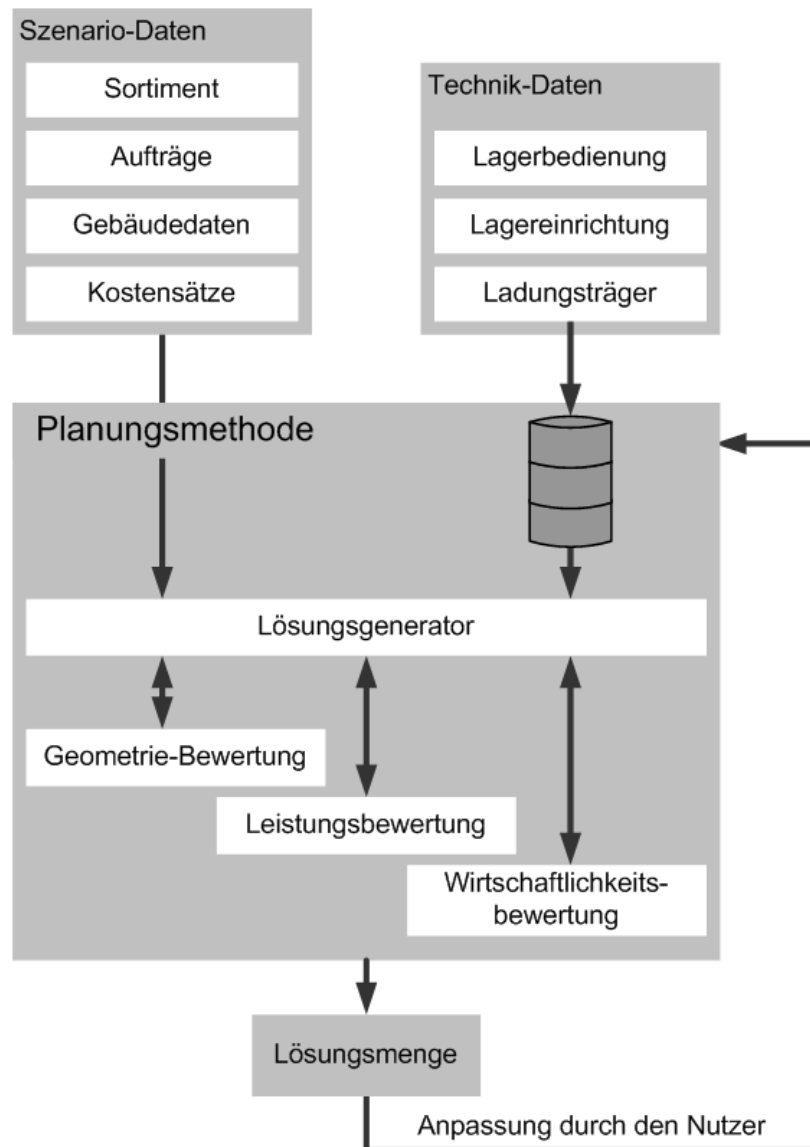 Szenario-Daten
Sortiment
Aufträge
Gebäudedaten
Kostensätze
Technik-Daten
Lagerbedienung
Lagereinrichtung
Ladungsträger
Planungsmethode
Lösungsgenerator
Geometrie-Bewertung
Leistungsbewertung
Wirtschaftlichkeits-
bewertung
Lösungsmenge
Anpassung durch den Nutzer